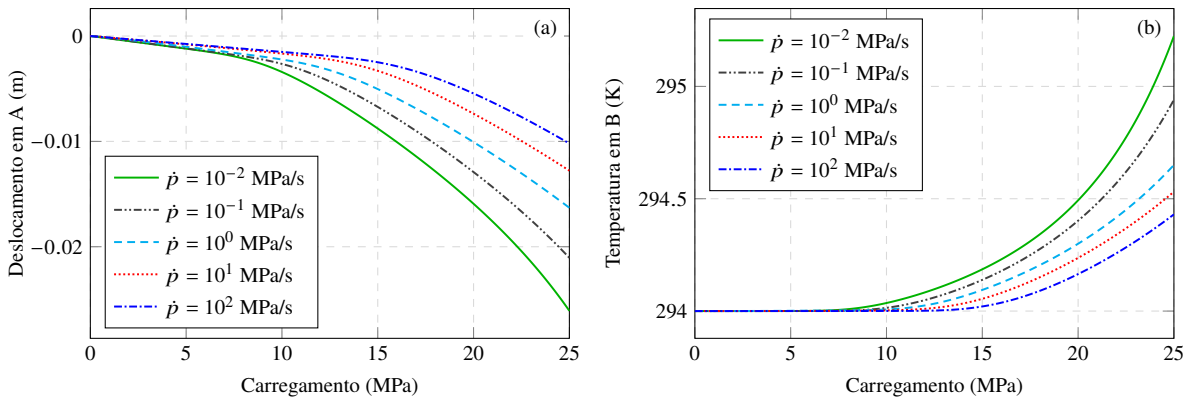 (a)
0
−0.01
−0.02
Deslocamento em A (m)
ṗ = 10⁻² MPa/s
ṗ = 10⁻¹ MPa/s
ṗ = 10⁰ MPa/s
ṗ = 10¹ MPa/s
ṗ = 10² MPa/s
0 5 10 15 20 25
Carregamento (MPa)
(b)
295
294.5
294
Temperatura em B (K)
ṗ = 10⁻² MPa/s
ṗ = 10⁻¹ MPa/s
ṗ = 10⁰ MPa/s
ṗ = 10¹ MPa/s
ṗ = 10² MPa/s
0 5 10 15 20 25
Carregamento (MPa)